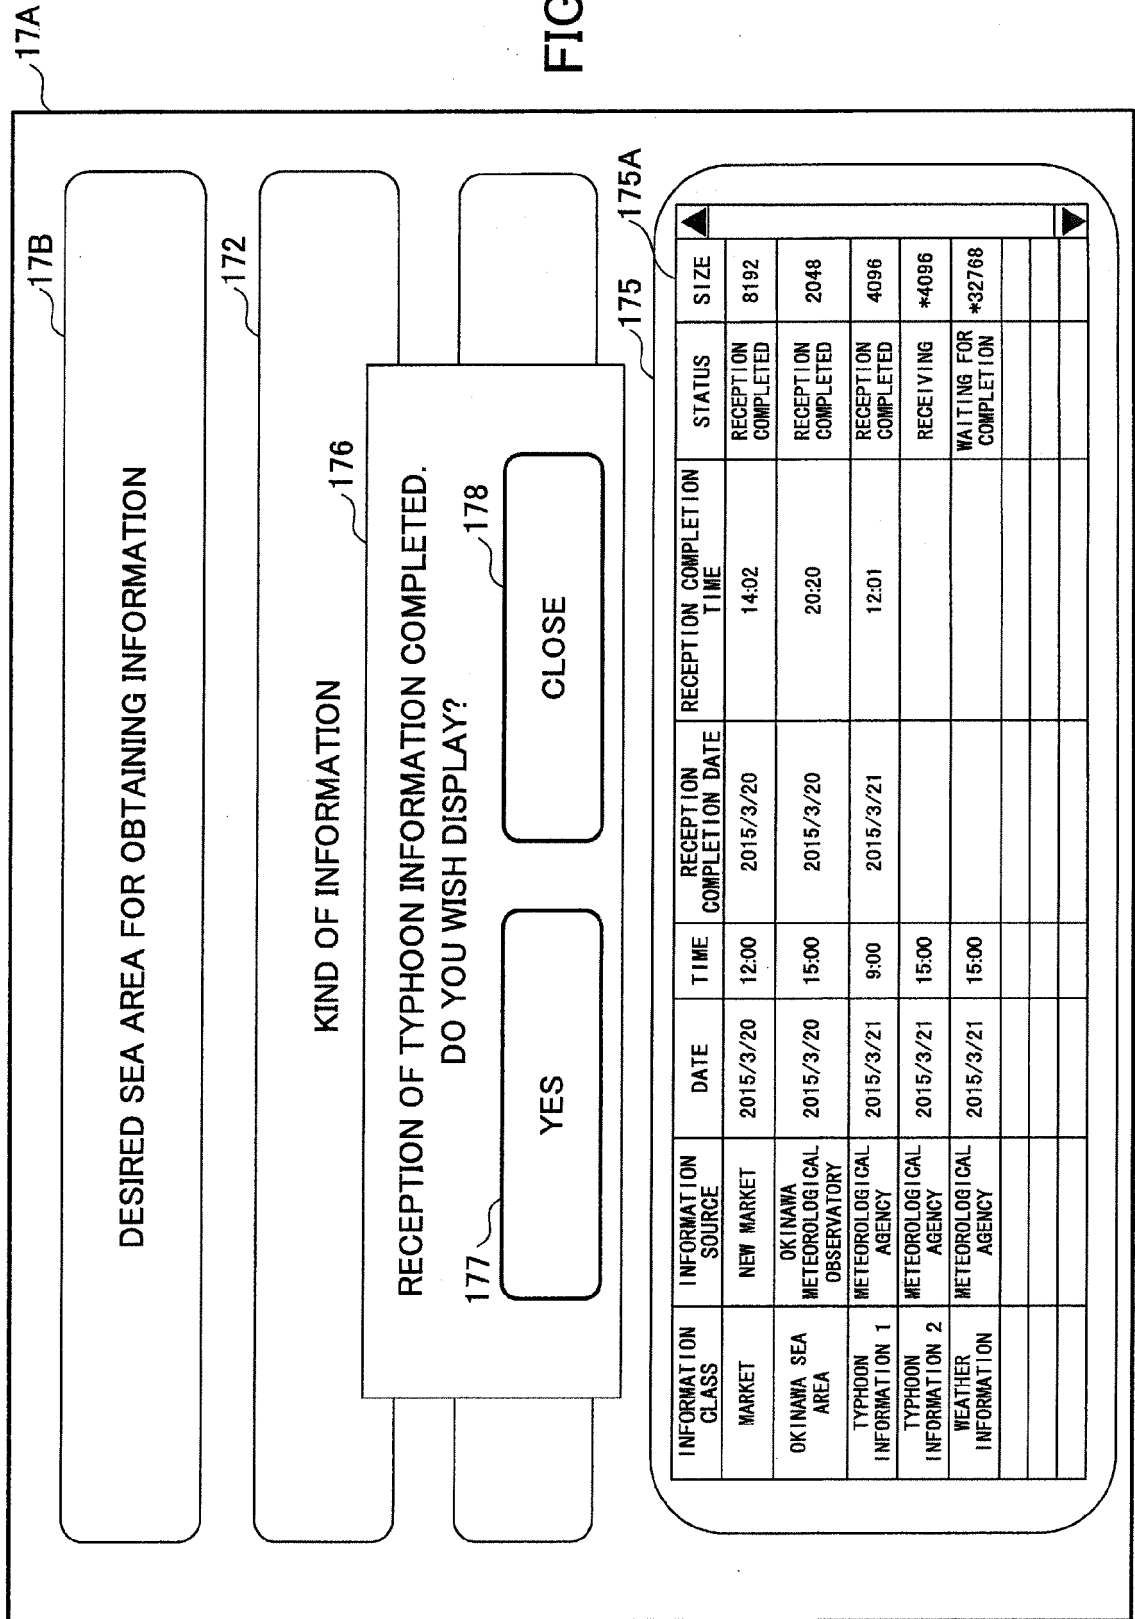 17A
FIG
17B
DESIRED SEA AREA FOR OBTAINING INFORMATION
172
KIND OF INFORMATION
176
RECEPTION OF TYPHOON INFORMATION COMPLETED.
DO YOU WISH DISPLAY?
177
178
YES
CLOSE
175
175A
INFORMATION CLASS
INFORMATION SOURCE
DATE
TIME
RECEPTION COMPLETION DATE
RECEPTION COMPLETION TIME
STATUS
SIZE
MARKET
NEW MARKET
2015/3/20
12:00
2015/3/20
14:02
RECEPTION COMPLETED
8192
OKINAWA SEA AREA
OKINAWA METEOROLOGICAL OBSERVATORY
2015/3/20
15:00
2015/3/20
20:20
RECEPTION COMPLETED
2048
TYPHOON INFORMATION 1
METEOROLOGICAL AGENCY
2015/3/21
9:00
2015/3/21
12:01
RECEPTION COMPLETED
4096
TYPHOON INFORMATION 2
METEOROLOGICAL AGENCY
2015/3/21
15:00
RECEIVING
*4096
WEATHER INFORMATION
METEOROLOGICAL AGENCY
2015/3/21
15:00
WAITING FOR COMPLETION
*32768